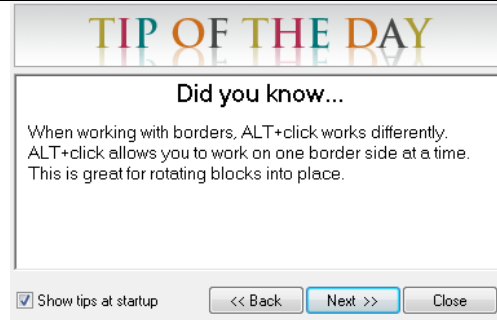 TIP OF THE DAY
Did you know...
When working with borders, ALT+click works differently.
ALT+click allows you to work on one border side at a time.
This is great for rotating blocks into place.
Show tips at startup
<< Back
Next >>
Close